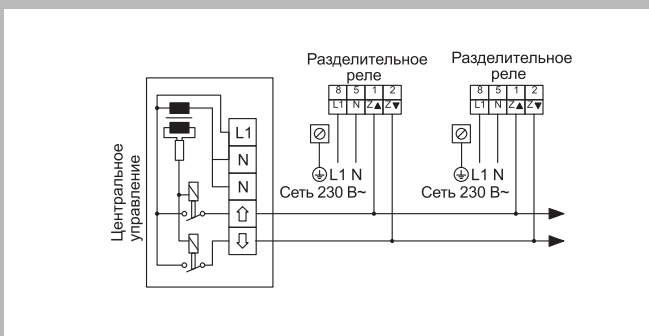 Разделительное
реле
8 5 1 2
L1 N Z▲ Z▼
L1 N
Сеть 230 В~
Разделительное
реле
8 5 1 2
L1 N Z▲ Z▼
L1 N
Сеть 230 В~
Центральное
управление
L1
N
N